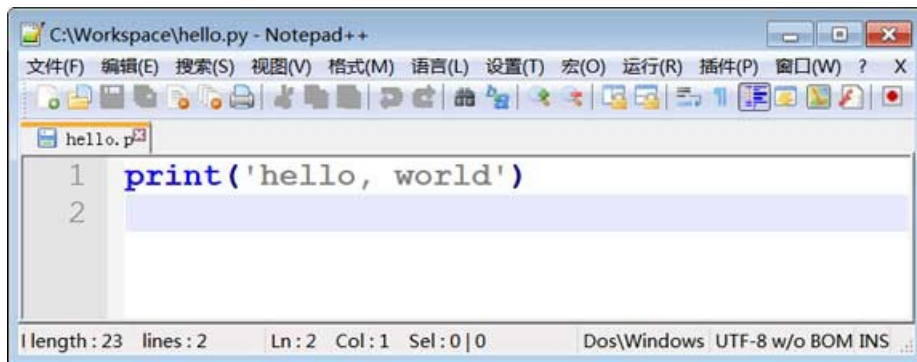 C:\Workspace\hello.py - Notepad++
文件(F) 编辑(E) 搜索(S) 视图(V) 格式(M) 语言(L) 设置(T) 宏(O) 运行(R) 插件(P) 窗口(W) ? X
hello.p
1 print('hello, world')
2
length : 23 lines : 2 Ln : 2 Col : 1 Sel : 0 | 0 Dos\Windows UTF-8 w/o BOM INS